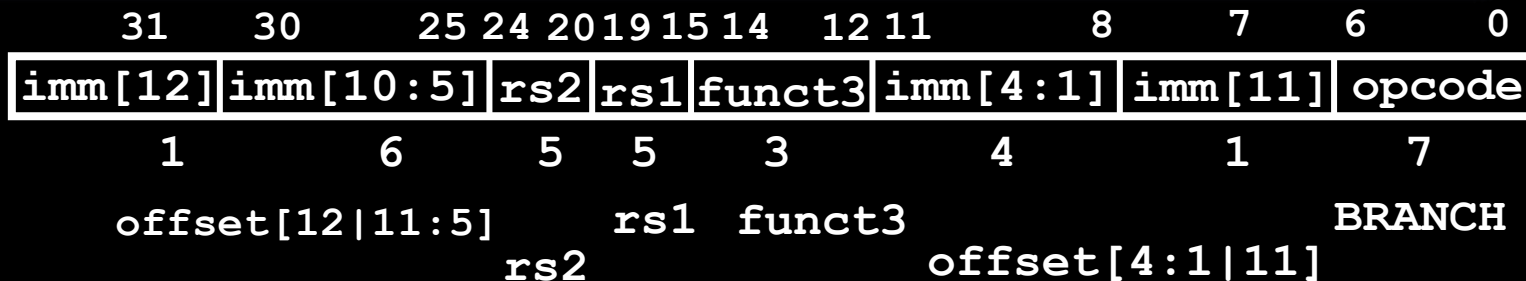 31 30 25 24 20 19 15 14 12 11 8 7 6 0
imm[12] imm[10:5] rs2 rs1 funct3 imm[4:1] imm[11] opcode
1 6 5 5 3 4 1 7
offset[12|11:5] rs1 funct3 BRANCH
rs2 offset[4:1|11]